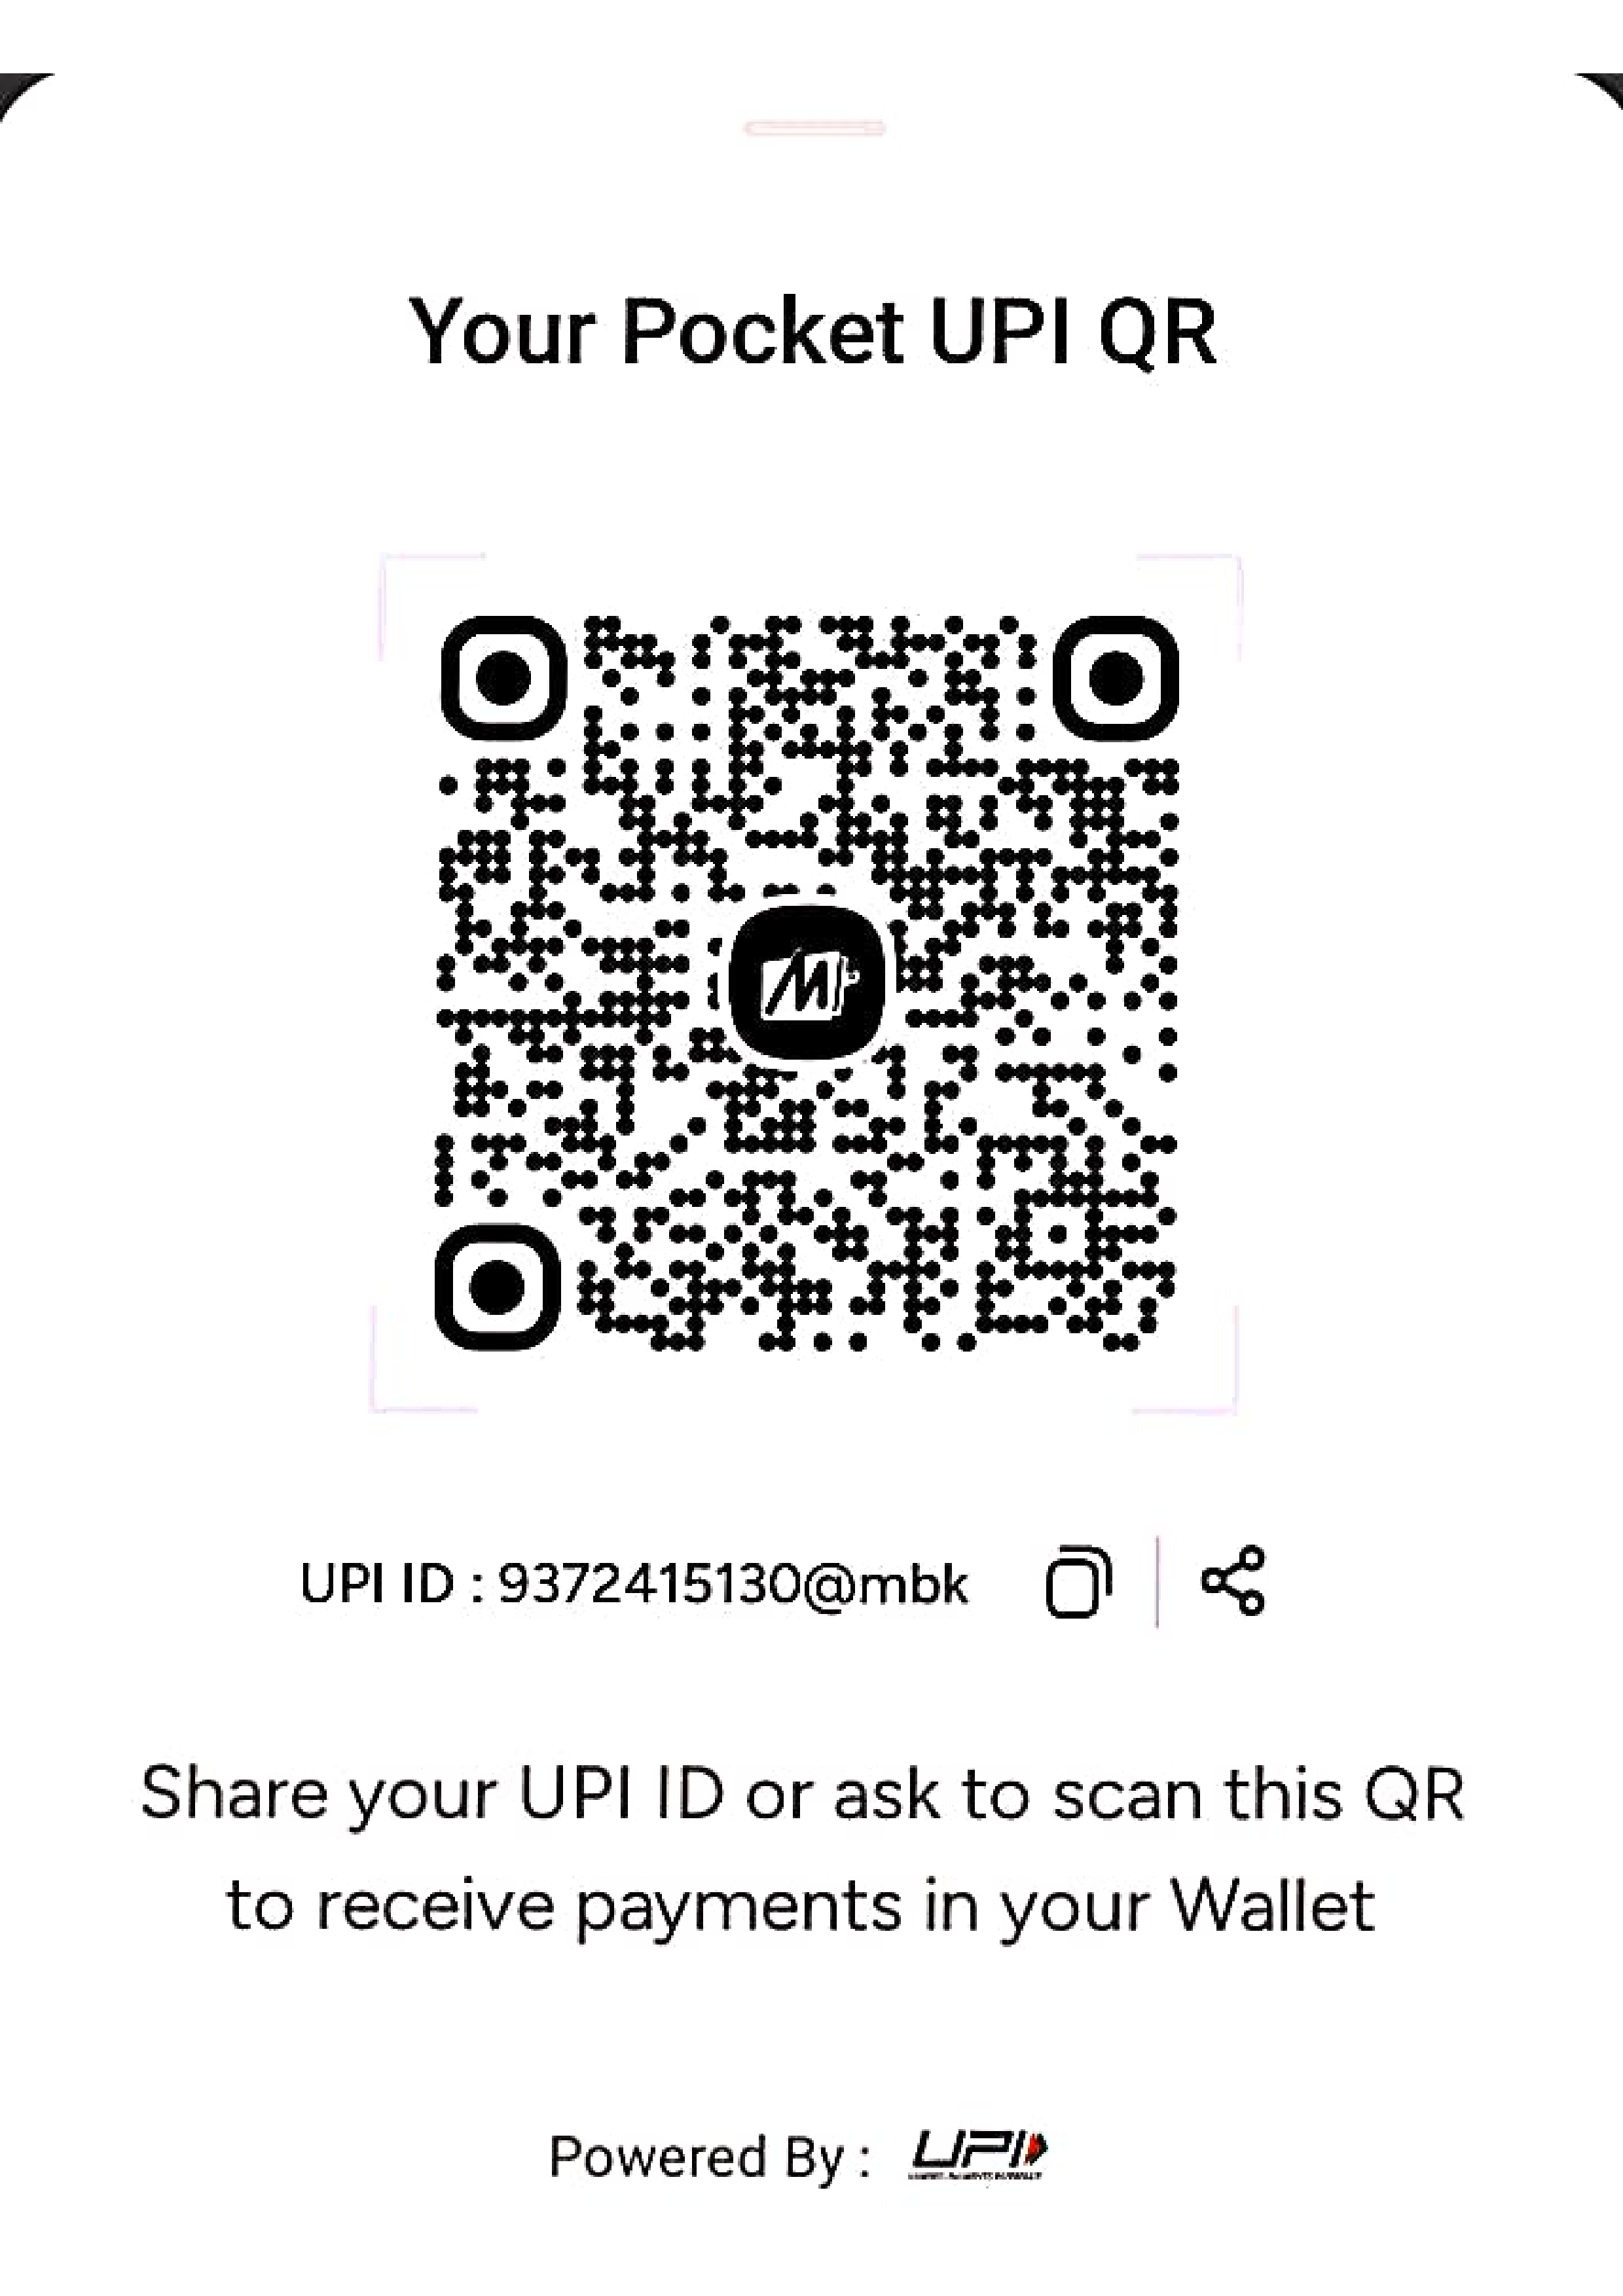 Your Pocket UPI QR
M
UPI ID : 9372415130@mbk
Share your UPI ID or ask to scan this QR
to receive payments in your Wallet
Powered By : UPI